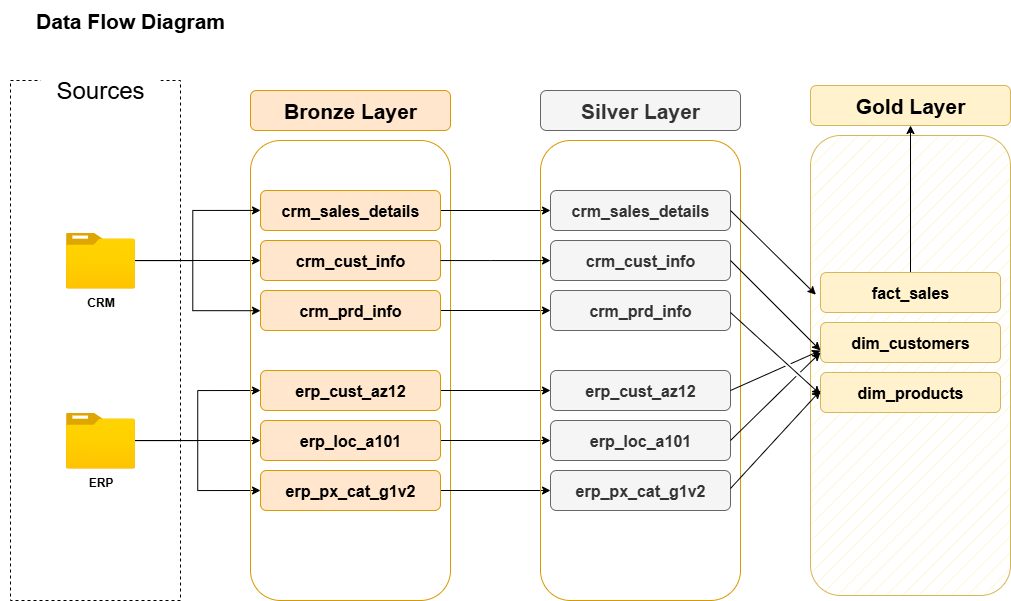 Data Flow Diagram
Sources
Bronze Layer
Silver Layer
Gold Layer
CRM
ERP
crm_sales_details
crm_cust_info
crm_prd_info
erp_cust_az12
erp_loc_a101
erp_px_cat_g1v2
crm_sales_details
crm_cust_info
crm_prd_info
erp_cust_az12
erp_loc_a101
erp_px_cat_g1v2
fact_sales
dim_customers
dim_products